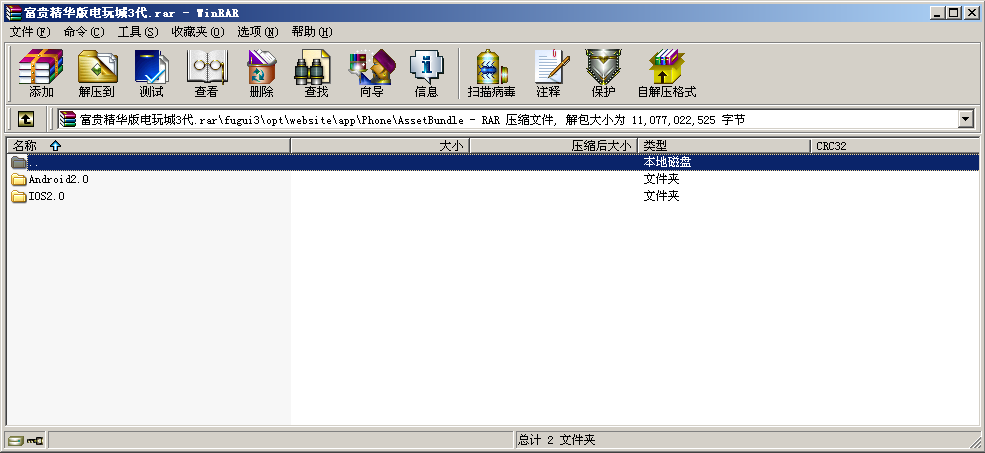 富贵精华版电玩城3代.rar - WinRAR
文件(F) 命令(C) 工具(S) 收藏夹(O) 选项(N) 帮助(H)
添加 解压到 测试 查看 删除 查找 向导 信息 扫描病毒 注释 保护 自解压格式
富贵精华版电玩城3代.rar\fugui3\opt\website\app\Phone\AssetBundle - RAR 压缩文件, 解包大小为 11,077,022,525 字节
名称 大小 压缩后大小 类型 CRC32
.. 本地磁盘
Android2.0 文件夹
IOS2.0 文件夹
总计 2 文件夹